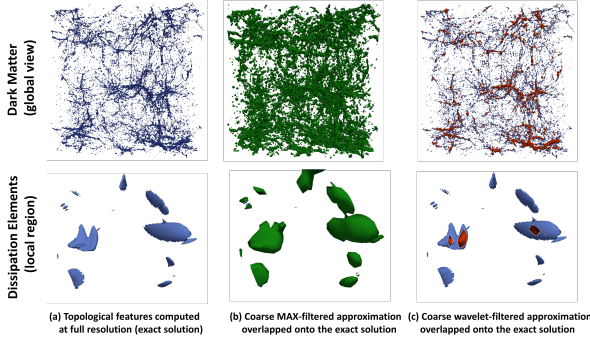 Dark Matter
(global view)
Dissipation Elements
(local region)
(a) Topological features computed
at full resolution (exact solution)
(b) Coarse MAX-filtered approximation
overlapped onto the exact solution
(c) Coarse wavelet-filtered approximation
overlapped onto the exact solution